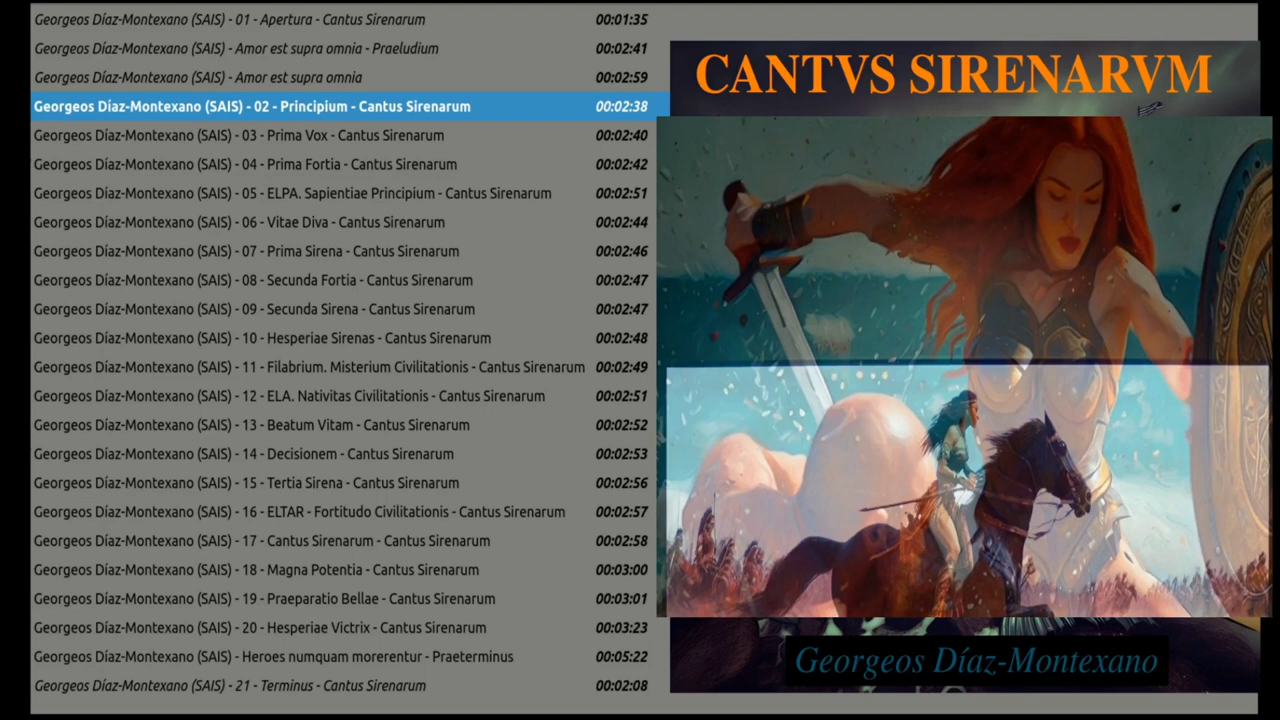 Georgeos Díaz-Montexano (SAIS) - 01 - Apertura - Cantus Sirenarum 00:01:35
Georgeos Díaz-Montexano (SAIS) - Amor est supra omnia - Praeludium 00:02:41
Georgeos Díaz-Montexano (SAIS) - Amor est supra omnia 00:02:59
Georgeos Díaz-Montexano (SAIS) - 02 - Principium - Cantus Sirenarum 00:02:38
Georgeos Díaz-Montexano (SAIS) - 03 - Prima Vox - Cantus Sirenarum 00:02:40
Georgeos Díaz-Montexano (SAIS) - 04 - Prima Fortia - Cantus Sirenarum 00:02:42
Georgeos Díaz-Montexano (SAIS) - 05 - ELPA. Sapientiae Principium - Cantus Sirenarum 00:02:51
Georgeos Díaz-Montexano (SAIS) - 06 - Vitae Diva - Cantus Sirenarum 00:02:44
Georgeos Díaz-Montexano (SAIS) - 07 - Prima Sirena - Cantus Sirenarum 00:02:46
Georgeos Díaz-Montexano (SAIS) - 08 - Secunda Fortia - Cantus Sirenarum 00:02:47
Georgeos Díaz-Montexano (SAIS) - 09 - Secunda Sirena - Cantus Sirenarum 00:02:47
Georgeos Díaz-Montexano (SAIS) - 10 - Hesperiae Sirenas - Cantus Sirenarum 00:02:48
Georgeos Díaz-Montexano (SAIS) - 11 - Filabrium. Misterium Civilitationis - Cantus Sirenarum 00:02:49
Georgeos Díaz-Montexano (SAIS) - 12 - ELA. Nativitas Civilitationis - Cantus Sirenarum 00:02:51
Georgeos Díaz-Montexano (SAIS) - 13 - Beatum Vitam - Cantus Sirenarum 00:02:52
Georgeos Díaz-Montexano (SAIS) - 14 - Decisionem - Cantus Sirenarum 00:02:53
Georgeos Díaz-Montexano (SAIS) - 15 - Tertia Sirena - Cantus Sirenarum 00:02:56
Georgeos Díaz-Montexano (SAIS) - 16 - ELTAR - Fortitudo Civilitationis - Cantus Sirenarum 00:02:57
Georgeos Díaz-Montexano (SAIS) - 17 - Cantus Sirenarum - Cantus Sirenarum 00:02:58
Georgeos Díaz-Montexano (SAIS) - 18 - Magna Potentia - Cantus Sirenarum 00:03:00
Georgeos Díaz-Montexano (SAIS) - 19 - Praeparatio Bellae - Cantus Sirenarum 00:03:01
Georgeos Díaz-Montexano (SAIS) - 20 - Hesperiae Victrix - Cantus Sirenarum 00:03:23
Georgeos Díaz-Montexano (SAIS) - Heroes numquam morerentur - Praeterminus 00:05:22
Georgeos Díaz-Montexano (SAIS) - 21 - Terminus - Cantus Sirenarum 00:02:08
CANTVS SIRENARVM
Georgeos Díaz-Montexano